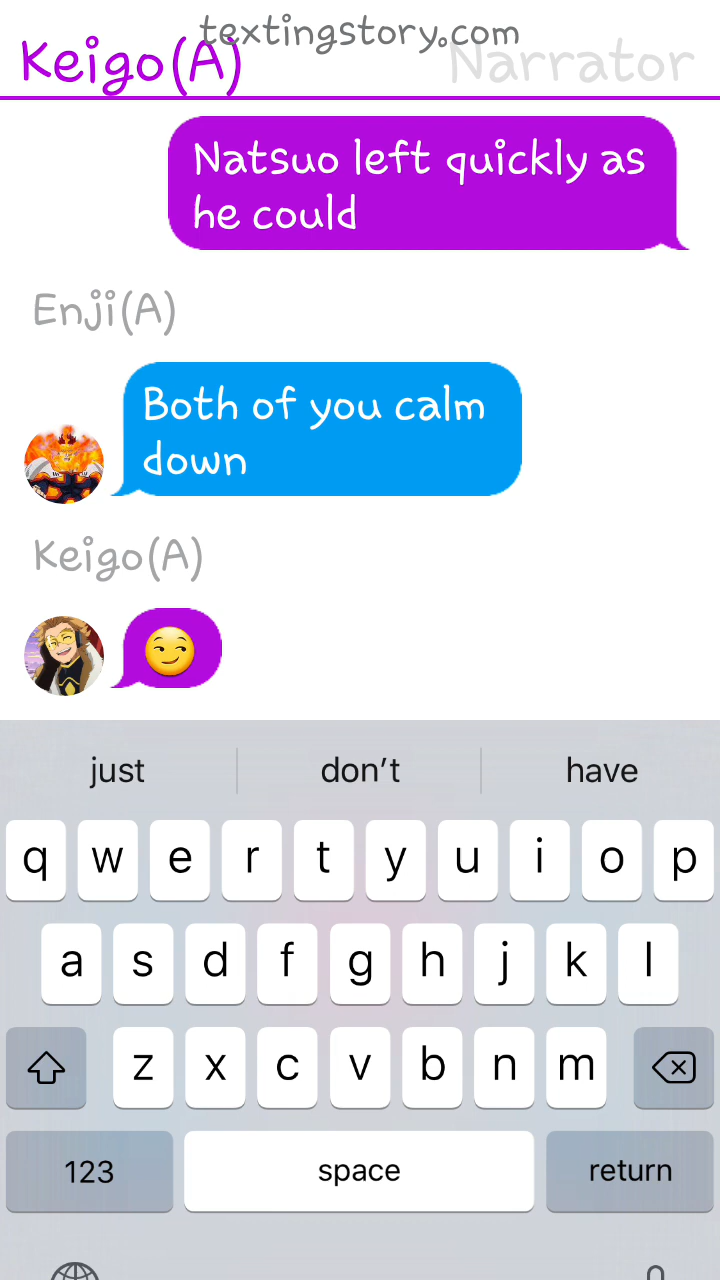 textingstory.com
Keigo(A) Narrator
Natsuo left quickly as
he could
Enji(A)
Both of you calm
down
Keigo(A)
😏
just don’t have
q w e r t y u i o p
a s d f g h j k l
z x c v b n m
123 space return